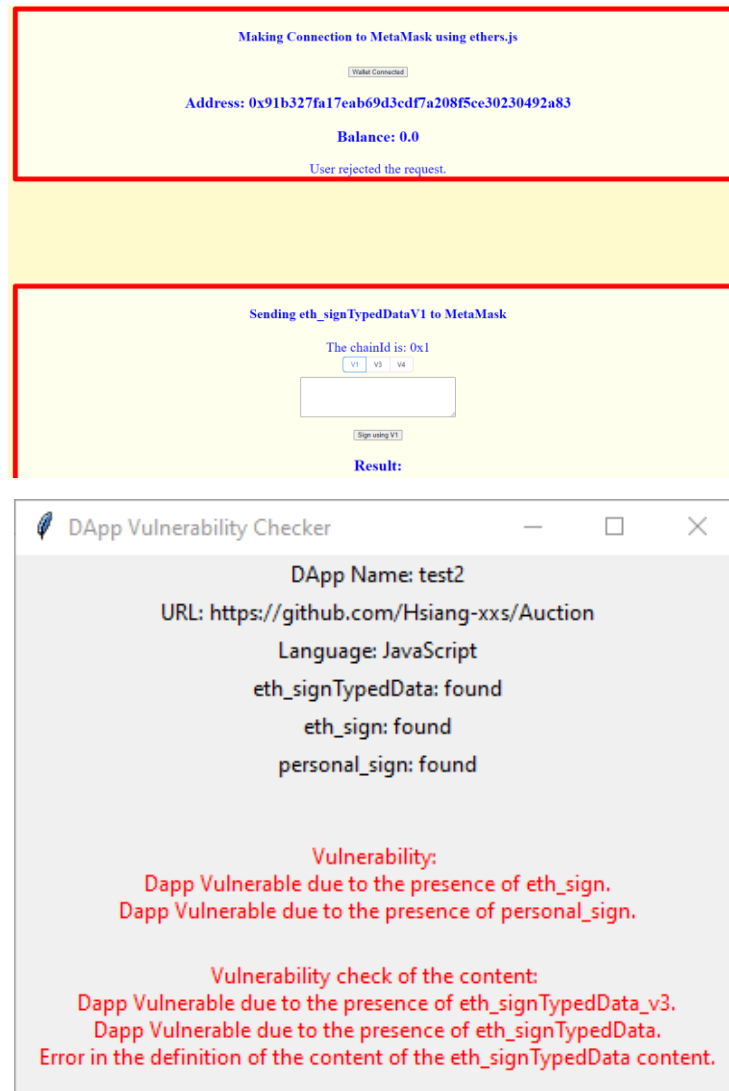 Making Connection to MetaMask using ethers.js
Wallet Connected
Address: 0x91b327fa17eab69d3cdf7a208f5ce30230492a83
Balance: 0.0
User rejected the request.
Sending eth_signTypedDataV1 to MetaMask
The chainId is: 0x1
V1 V3 V4
Sign using V1
Result:
DApp Vulnerability Checker
DApp Name: test2
URL: https://github.com/Hsiang-xxs/Auction
Language: JavaScript
eth_signTypedData: found
eth_sign: found
personal_sign: found
Vulnerability:
Dapp Vulnerable due to the presence of eth_sign.
Dapp Vulnerable due to the presence of personal_sign.
Vulnerability check of the content:
Dapp Vulnerable due to the presence of eth_signTypedData_v3.
Dapp Vulnerable due to the presence of eth_signTypedData.
Error in the definition of the content of the eth_signTypedData content.